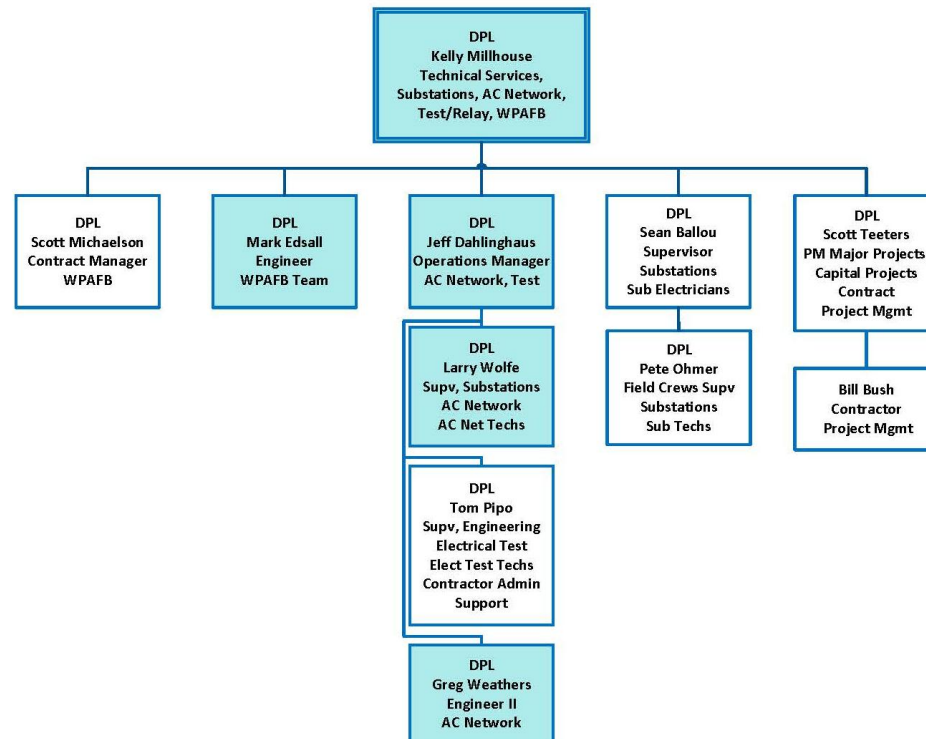 DPL
Kelly Millhouse
Technical Services,
Substations, AC Network,
Test/Relay, WPAFB
DPL
Scott Michaelson
Contract Manager
WPAFB
DPL
Mark Edsall
Engineer
WPAFB Team
DPL
Jeff Dahlinghaus
Operations Manager
AC Network, Test
DPL
Sean Ballou
Supervisor
Substations
Sub Electricians
DPL
Scott Teeters
PM Major Projects
Capital Projects
Contract
Project Mgmt
DPL
Larry Wolfe
Supv, Substations
AC Network
AC Net Techs
DPL
Pete Ohmer
Field Crews Supv
Substations
Sub Techs
Bill Bush
Contractor
Project Mgmt
DPL
Tom Pipo
Supv, Engineering
Electrical Test
Elect Test Techs
Contractor Admin
Support
DPL
Greg Weathers
Engineer II
AC Network